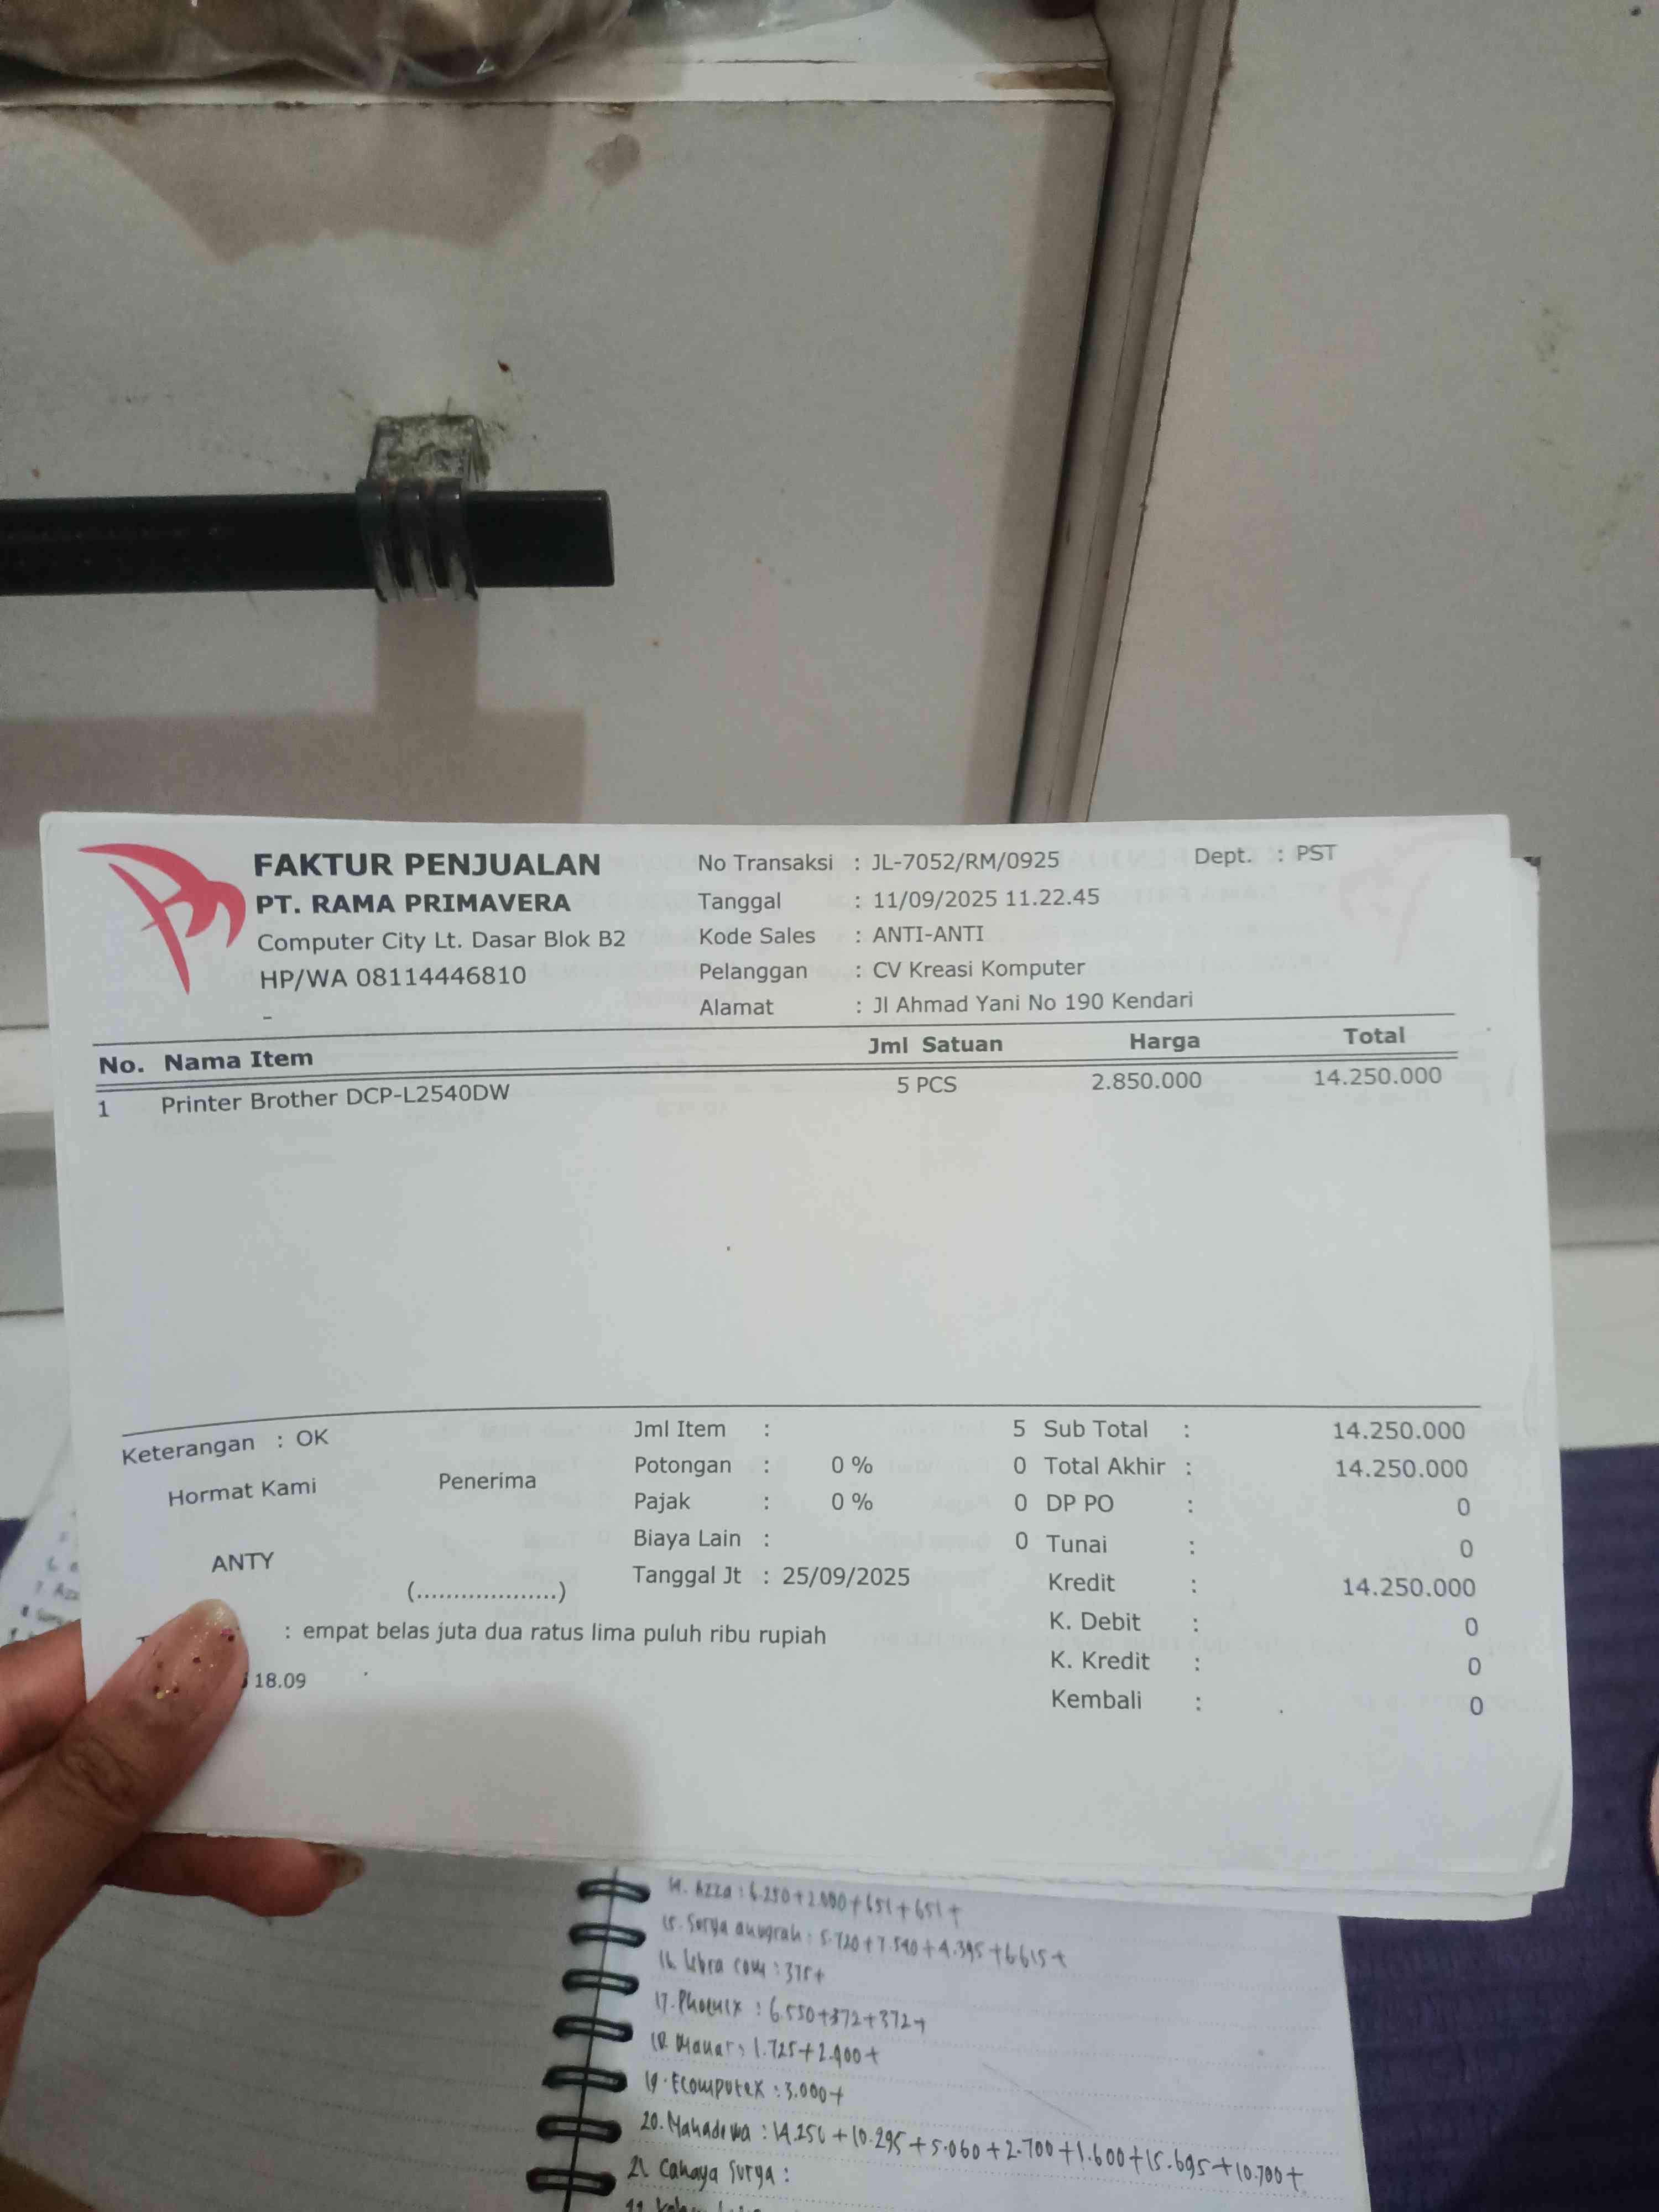 FAKTUR PENJUALAN
PT. RAMA PRIMAVERA
Computer City Lt. Dasar Blok B2
HP/WA 08114446810
-
No Transaksi : JL-7052/RM/0925
Dept. : PST
Tanggal : 11/09/2025 11.22.45
Kode Sales : ANTI-ANTI
Pelanggan : CV Kreasi Komputer
Alamat : Jl Ahmad Yani No 190 Kendari
No. Nama Item Jml Satuan Harga Total
1 Printer Brother DCP-L2540DW 5 PCS 2.850.000 14.250.000
Keterangan : OK
Hormat Kami Penerima
ANTY
(...................)
: empat belas juta dua ratus lima puluh ribu rupiah
18.09
Jml Item : 5
Potongan : 0 % 0
Pajak : 0 % 0
Biaya Lain : 0
Tanggal Jt : 25/09/2025
Sub Total : 14.250.000
Total Akhir : 14.250.000
DP PO : 0
Tunai : 0
Kredit : 14.250.000
K. Debit : 0
K. Kredit : 0
Kembali : 0
7. Azz
Azza : 6.250+2.000+651+651+
15. Surya anugrah : 5.720+7.540+4.395+6.615+
16. com : 375+
17. Phoenix : 6.550+372+372+
1.725+2.900+
19. Ecomputex : 3.000+
20. Mahadewa : 14.250+10.295+5.060+2.700+1.600+15.695+10.700+
21. Cahaya Surya :